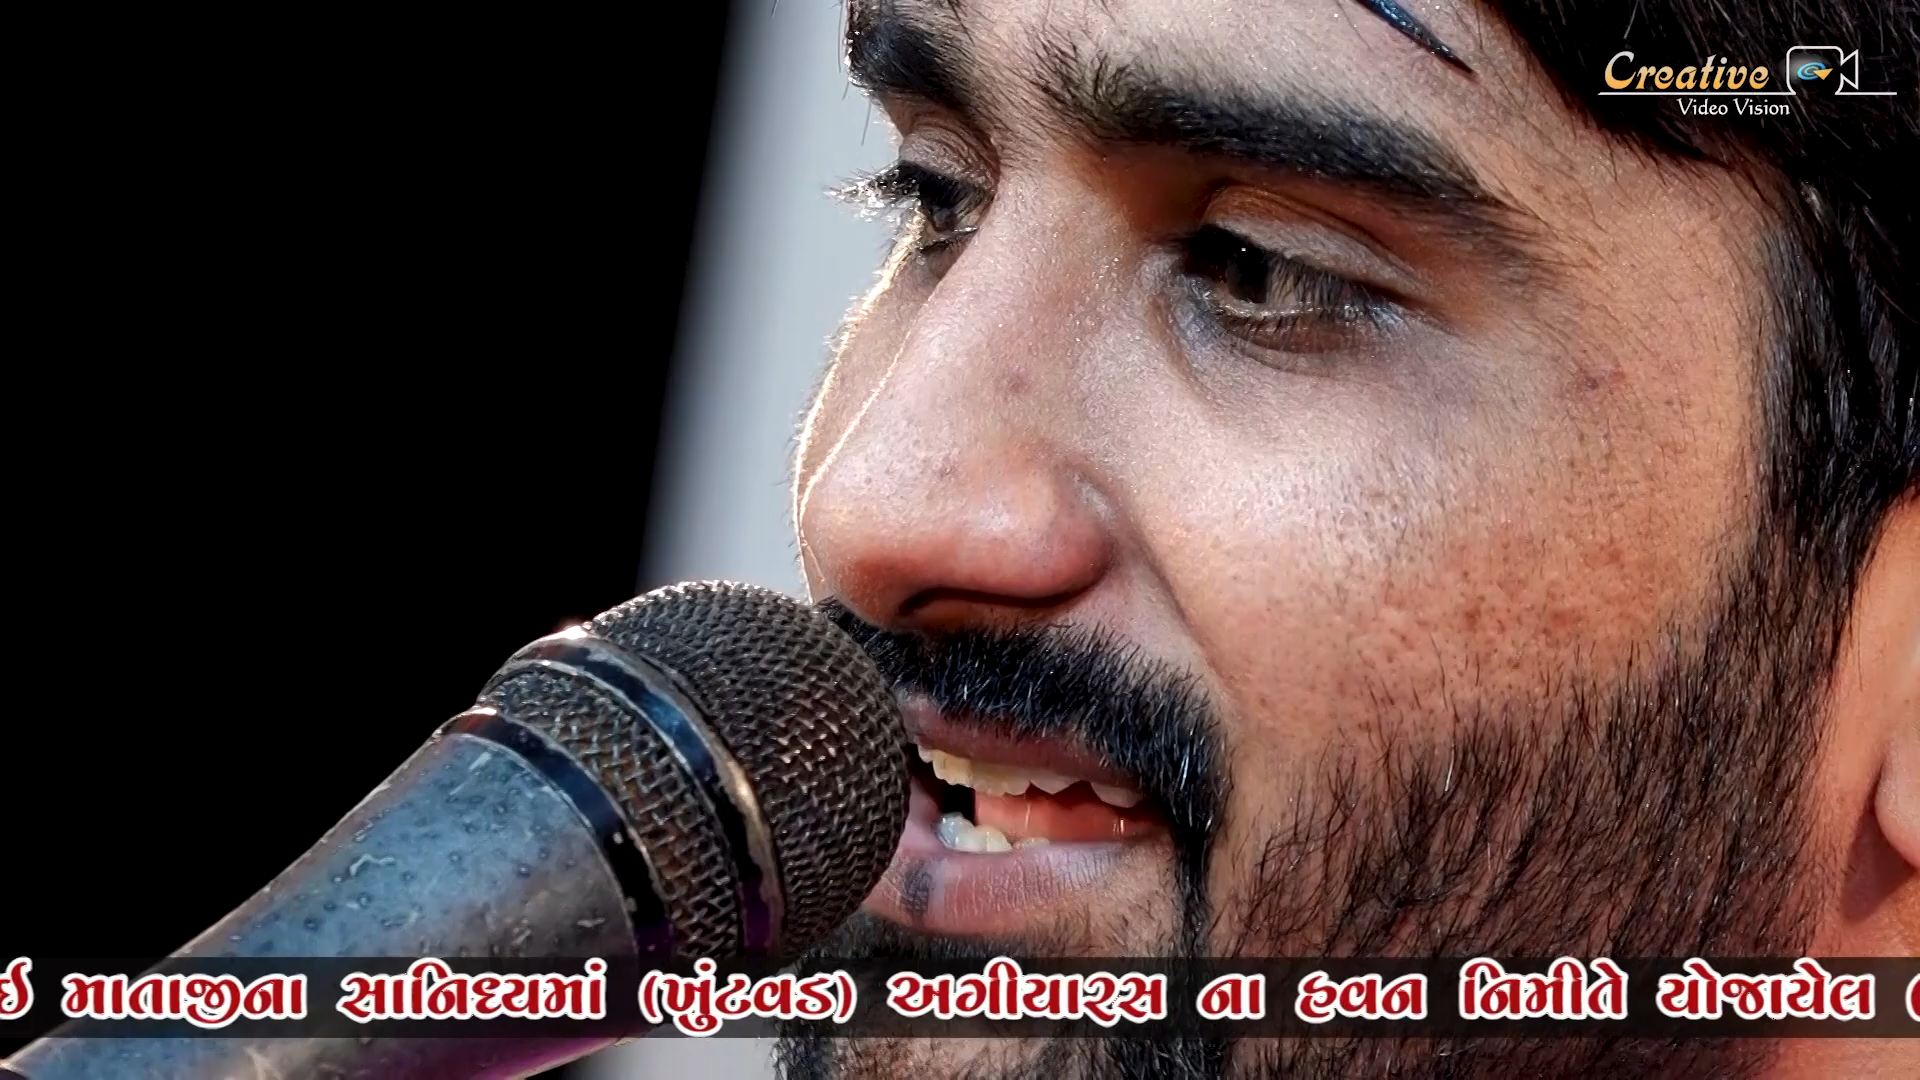 Creative
Video Vision
માતાજીના સાનિધ્યમાં (ખુંટવડ) અગીયારસ ના હવન નિમીતે યોજાયેલ